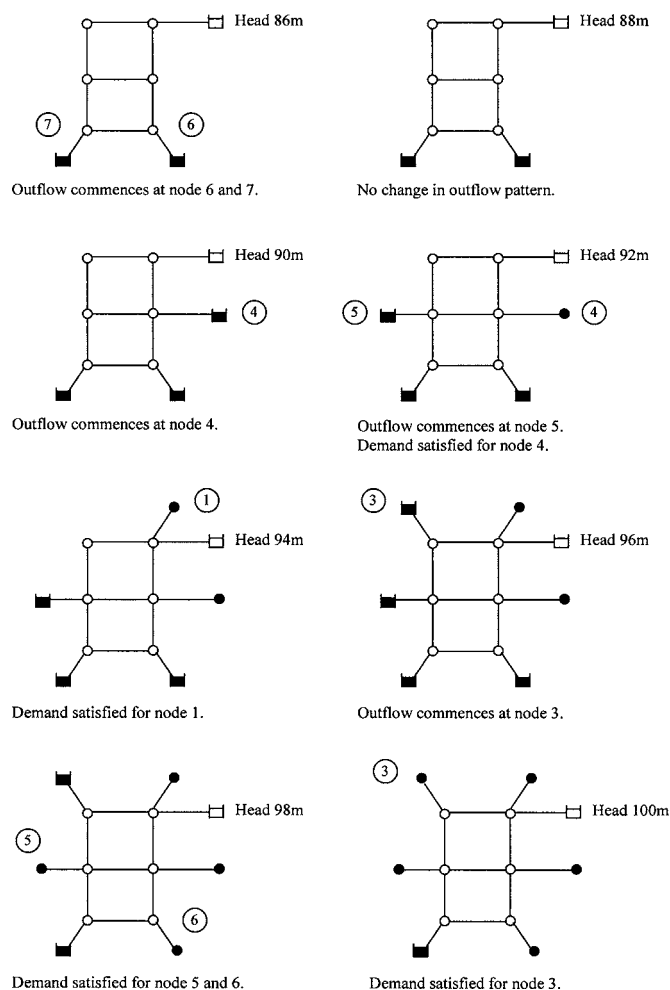 Head 86m
7
6
Outflow commences at node 6 and 7.
Head 88m
No change in outflow pattern.
Head 90m
4
Outflow commences at node 4.
Head 92m
5
4
Outflow commences at node 5.
Demand satisfied for node 4.
1
Head 94m
Demand satisfied for node 1.
3
Head 96m
Outflow commences at node 3.
Head 98m
5
6
Demand satisfied for node 5 and 6.
3
Head 100m
Demand satisfied for node 3.